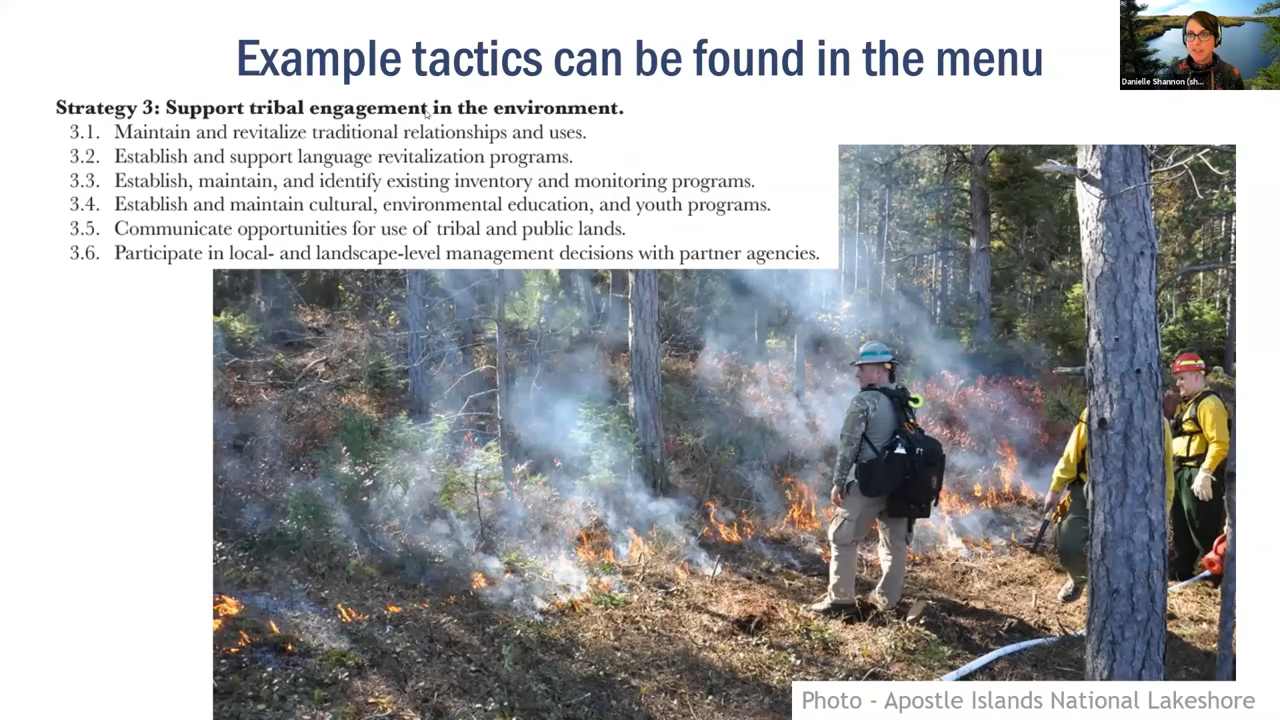 Example tactics can be found in the menu
Danielle Shannon (sh...
Strategy 3: Support tribal engagement in the environment.
3.1. Maintain and revitalize traditional relationships and uses.
3.2. Establish and support language revitalization programs.
3.3. Establish, maintain, and identify existing inventory and monitoring programs.
3.4. Establish and maintain cultural, environmental education, and youth programs.
3.5. Communicate opportunities for use of tribal and public lands.
3.6. Participate in local- and landscape-level management decisions with partner agencies.
Photo - Apostle Islands National Lakeshore